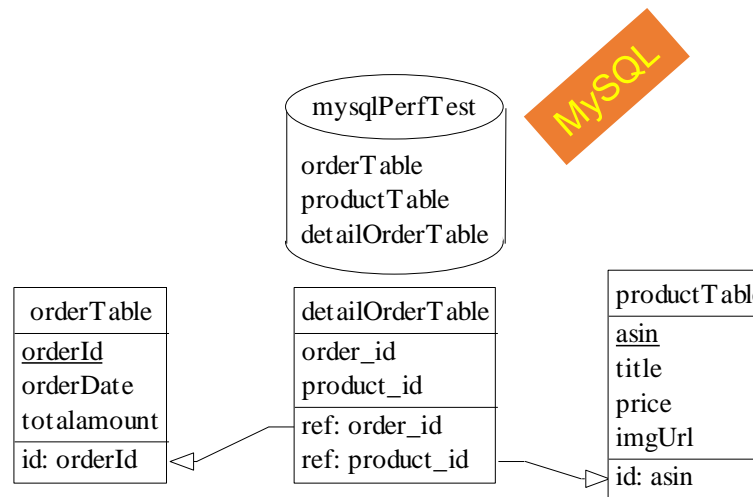 MySQL
mysqlPerfTest
orderTable
productTable
detailOrderTable
orderTable
orderId
orderDate
totalamount
id: orderId
detailOrderTable
order_id
product_id
ref: order_id
ref: product_id
productTable
asin
title
price
imgUrl
id: asin